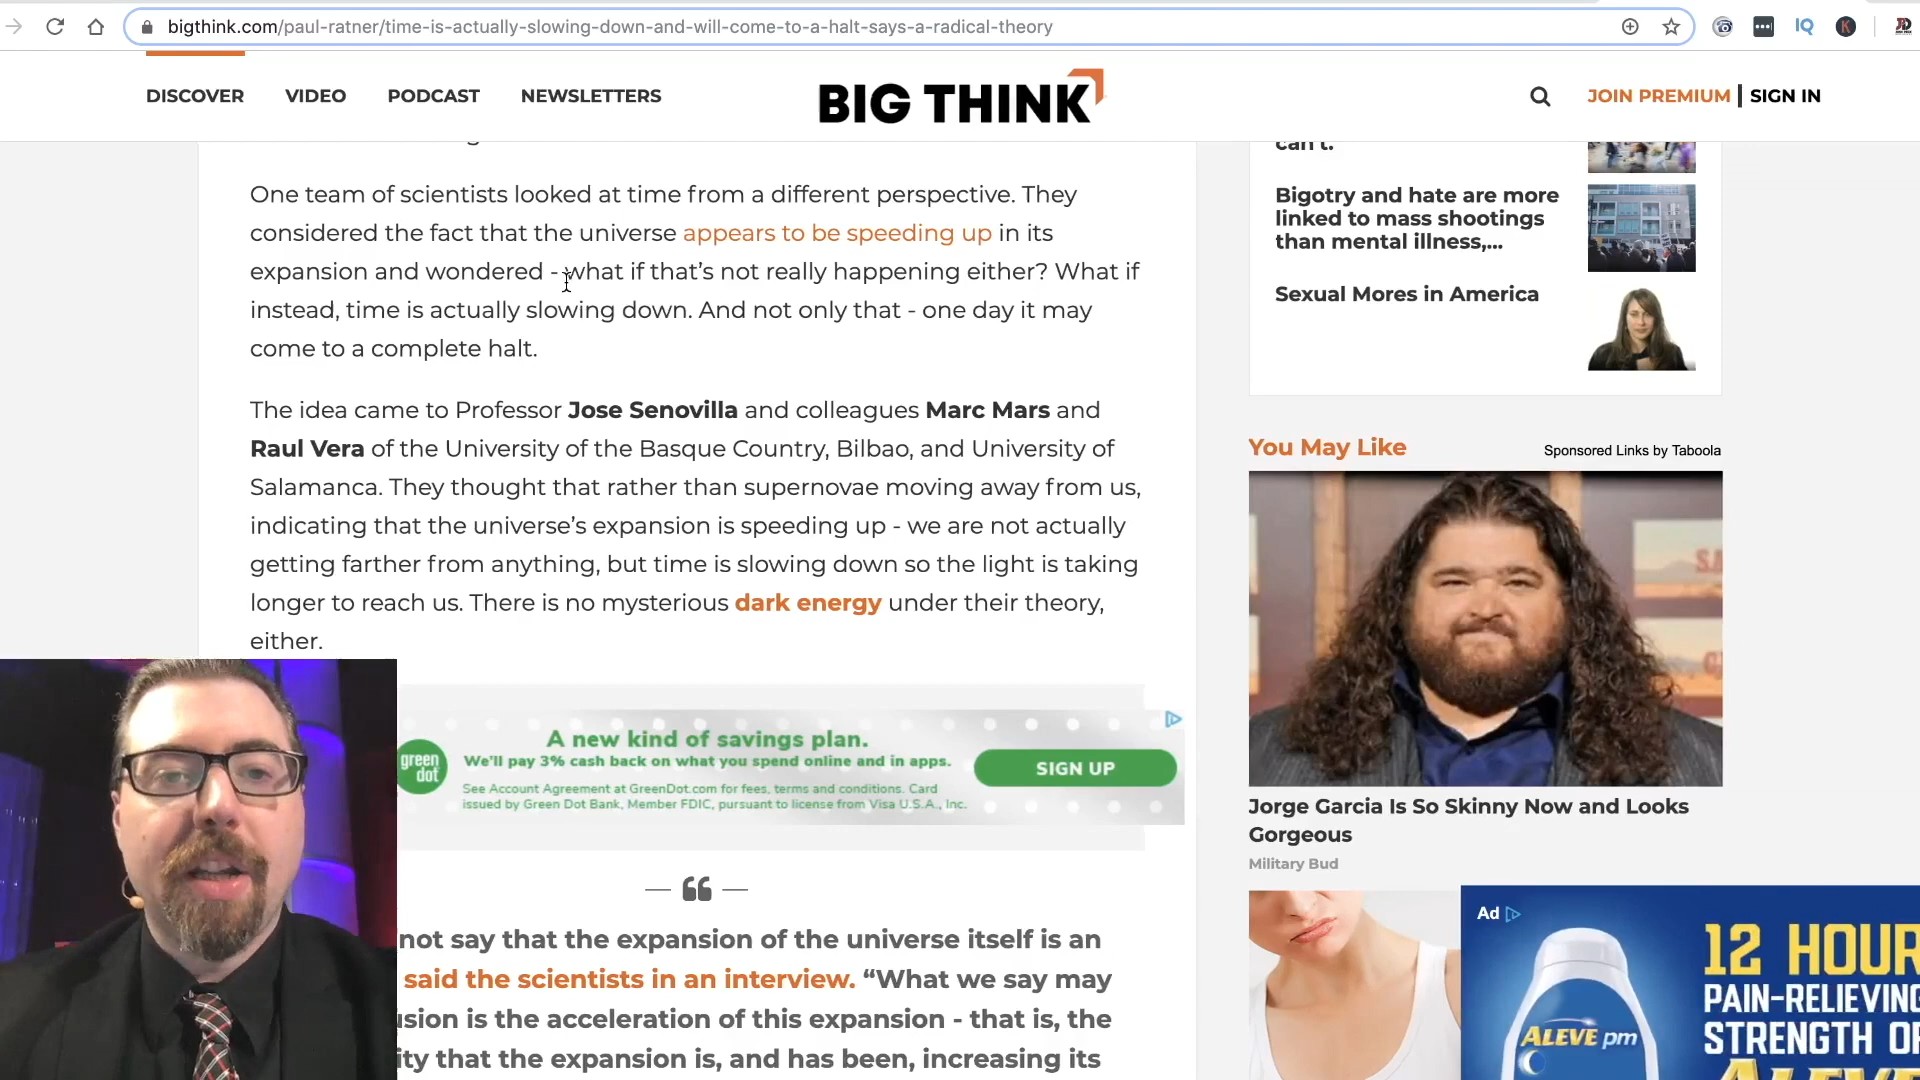 bigthink.com/paul-ratner/time-is-actually-slowing-down-and-will-come-to-a-halt-says-a-radical-theory
IQ
K
DISCOVER
VIDEO
PODCAST
NEWSLETTERS
BIG THINK
JOIN PREMIUM | SIGN IN
One team of scientists looked at time from a different perspective. They
considered the fact that the universe appears to be speeding up in its
expansion and wondered - what if that's not really happening either? What if
instead, time is actually slowing down. And not only that - one day it may
come to a complete halt.
The idea came to Professor Jose Senovilla and colleagues Marc Mars and
Raul Vera of the University of the Basque Country, Bilbao, and University of
Salamanca. They thought that rather than supernovae moving away from us,
indicating that the universe's expansion is speeding up - we are not actually
getting farther from anything, but time is slowing down so the light is taking
longer to reach us. There is no mysterious dark energy under their theory,
either.
green
dot
A new kind of savings plan.
We'll pay 3% cash back on what you spend online and in apps.
See Account Agreement at GreenDot.com for fees, terms and conditions. Card
issued by Green Dot Bank, Member FDIC, pursuant to license from Visa U.S.A., Inc.
SIGN UP
not say that the expansion of the universe itself is an
said the scientists in an interview. “What we say may
usion is the acceleration of this expansion - that is, the
ity that the expansion is, and has been, increasing its
can't.
Bigotry and hate are more
linked to mass shootings
than mental illness,...
Sexual Mores in America
You May Like
Sponsored Links by Taboola
Jorge Garcia Is So Skinny Now and Looks
Gorgeous
Military Bud
Ad
12 HOUR
PAIN-RELIEVING
STRENGTH OF
ALEVE
ALEVE pm